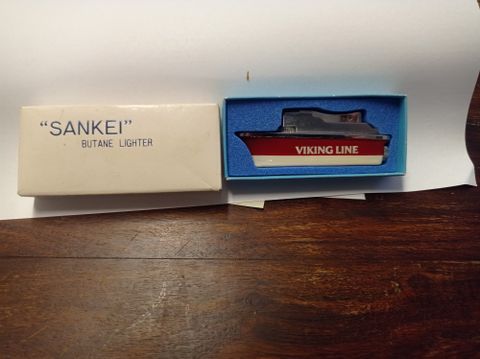 "SANKEI"
BUTANE LIGHTER
VIKING LINE